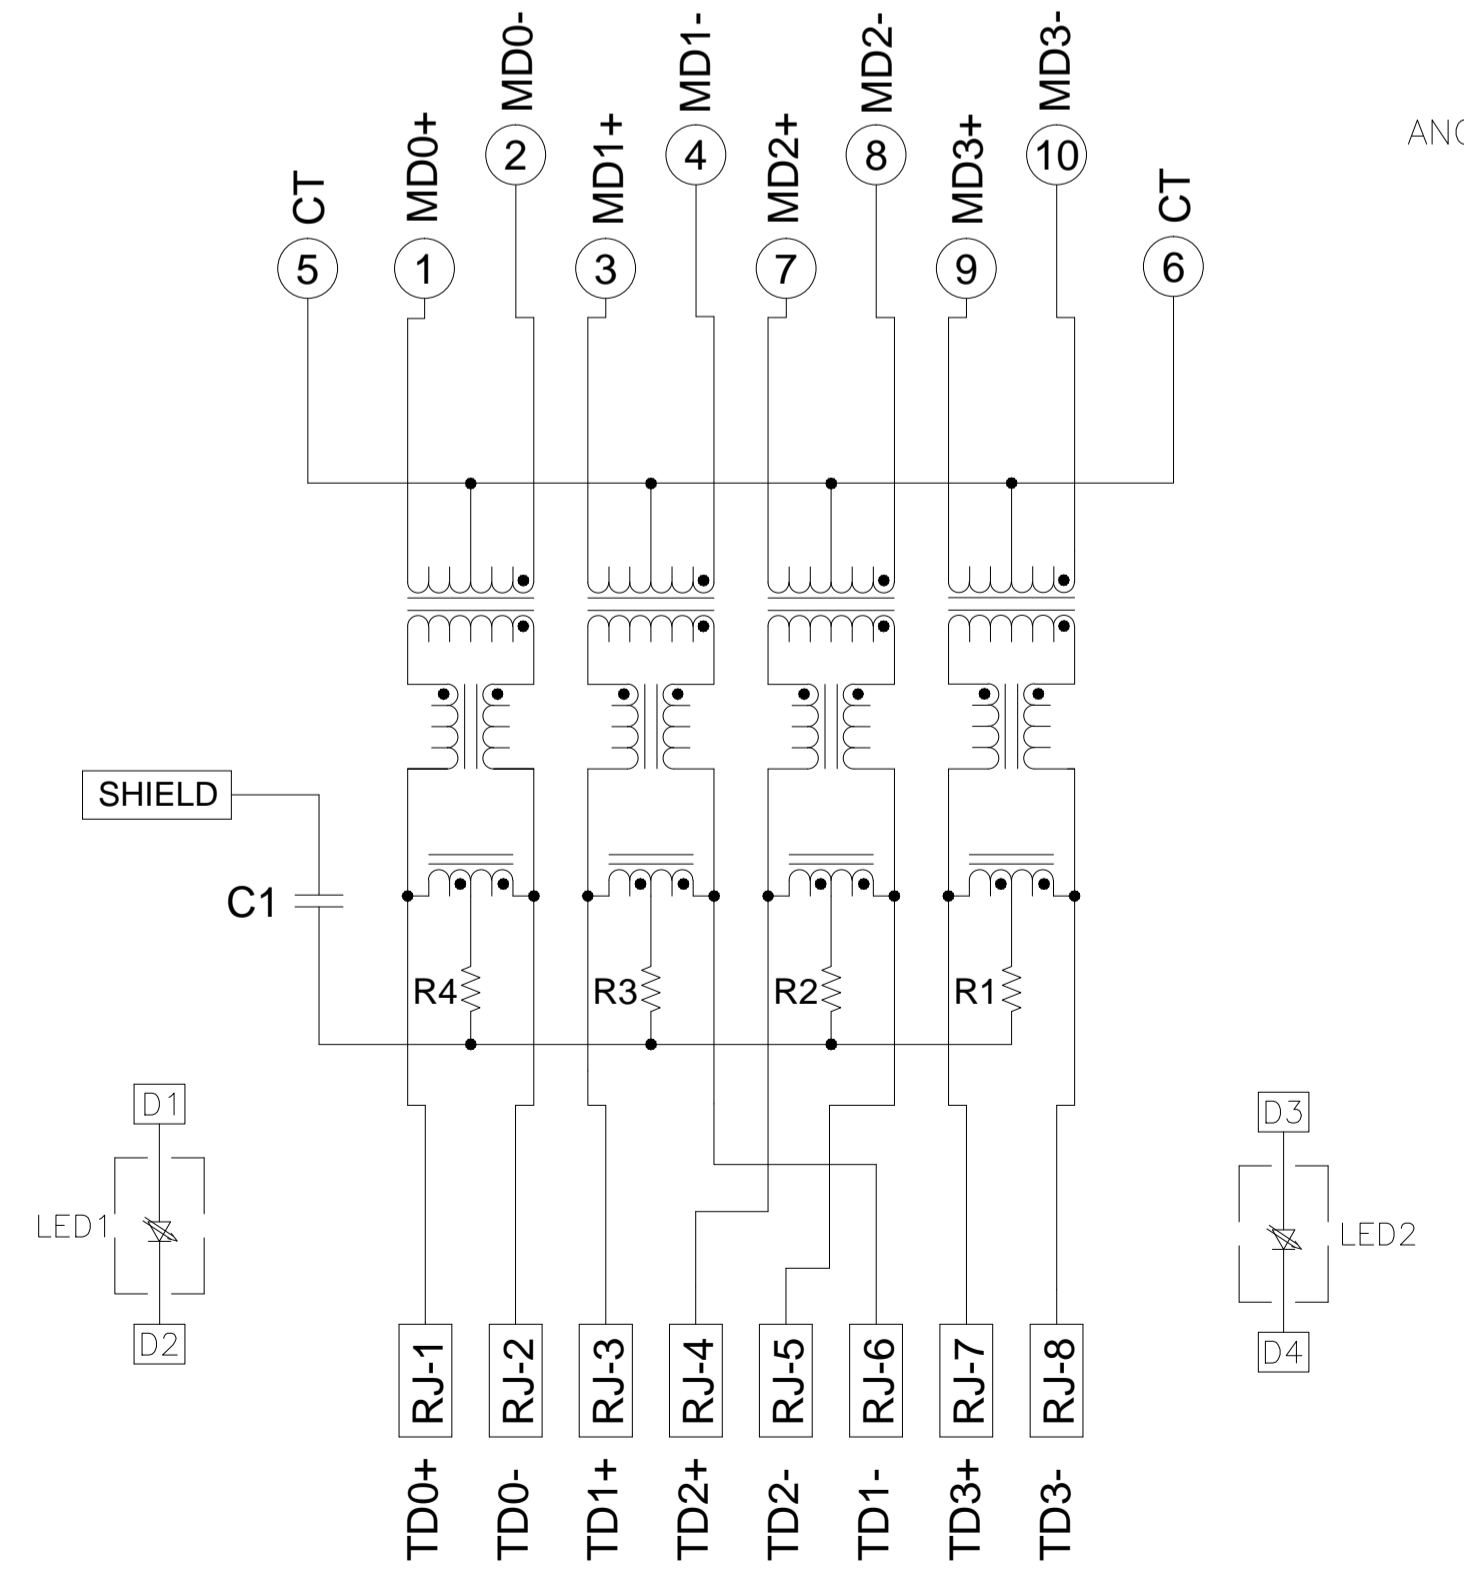 MD0-
MD1-
MD2-
MD3-
MD0+
MD1+
MD2+
MD3+
CT
CT
2
4
8
10
5
1
3
7
9
6
SHIELD
C1
R4
R3
R2
R1
D1
D3
LED1
LED2
D2
D4
RJ-1
RJ-2
RJ-3
RJ-4
RJ-5
RJ-6
RJ-7
RJ-8
TD0+
TD0-
TD1+
TD2+
TD2-
TD1-
TD3+
TD3-